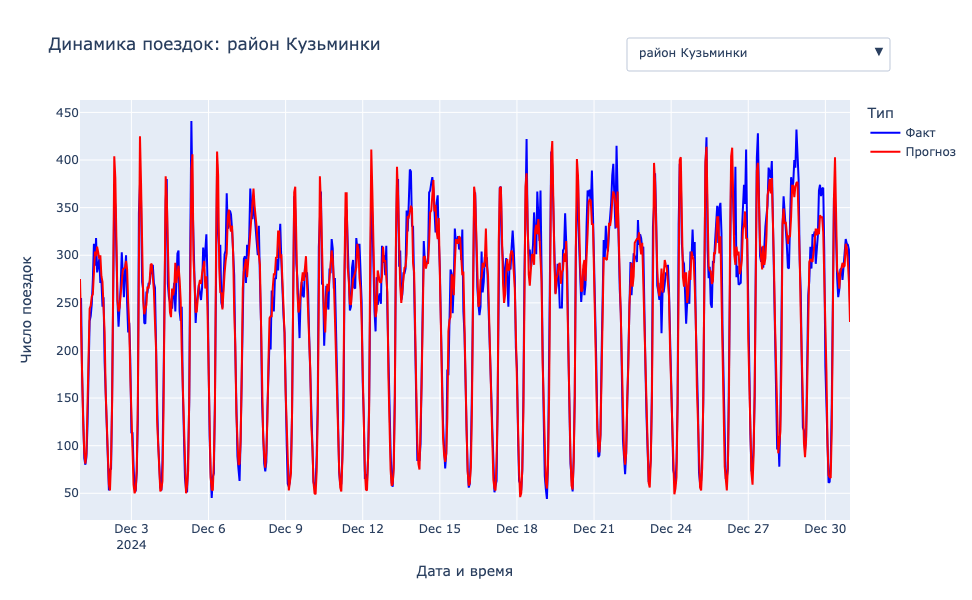 Динамика поездок: район Кузьминки
район Кузьминки ▼
Тип
Факт
Прогноз
Число поездок
450
400
350
300
250
200
150
100
50
Dec 3 Dec 6 Dec 9 Dec 12 Dec 15 Dec 18 Dec 21 Dec 24 Dec 27 Dec 30
2024
Дата и время